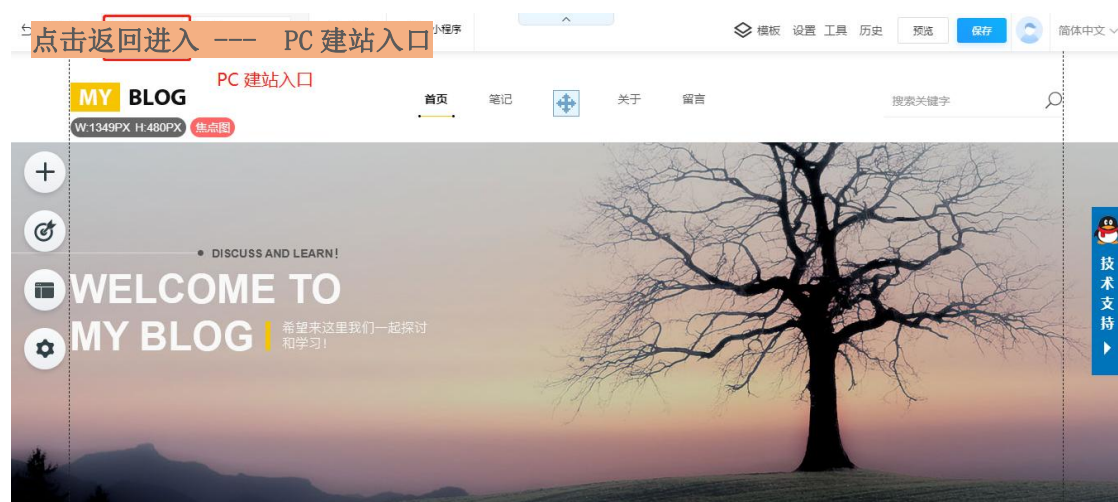 点击返回进入 --- PC 建站入口
小程序
模板 设置 工具 历史 预览 保存 简体中文
PC 建站入口
MY BLOG
首页 笔记 关于 留言 搜索关键字
W:1349PX H:480PX 焦点图
DISCUSS AND LEARN!
WELCOME TO
MY BLOG
希望来这里我们一起探讨
和学习!
技术支持